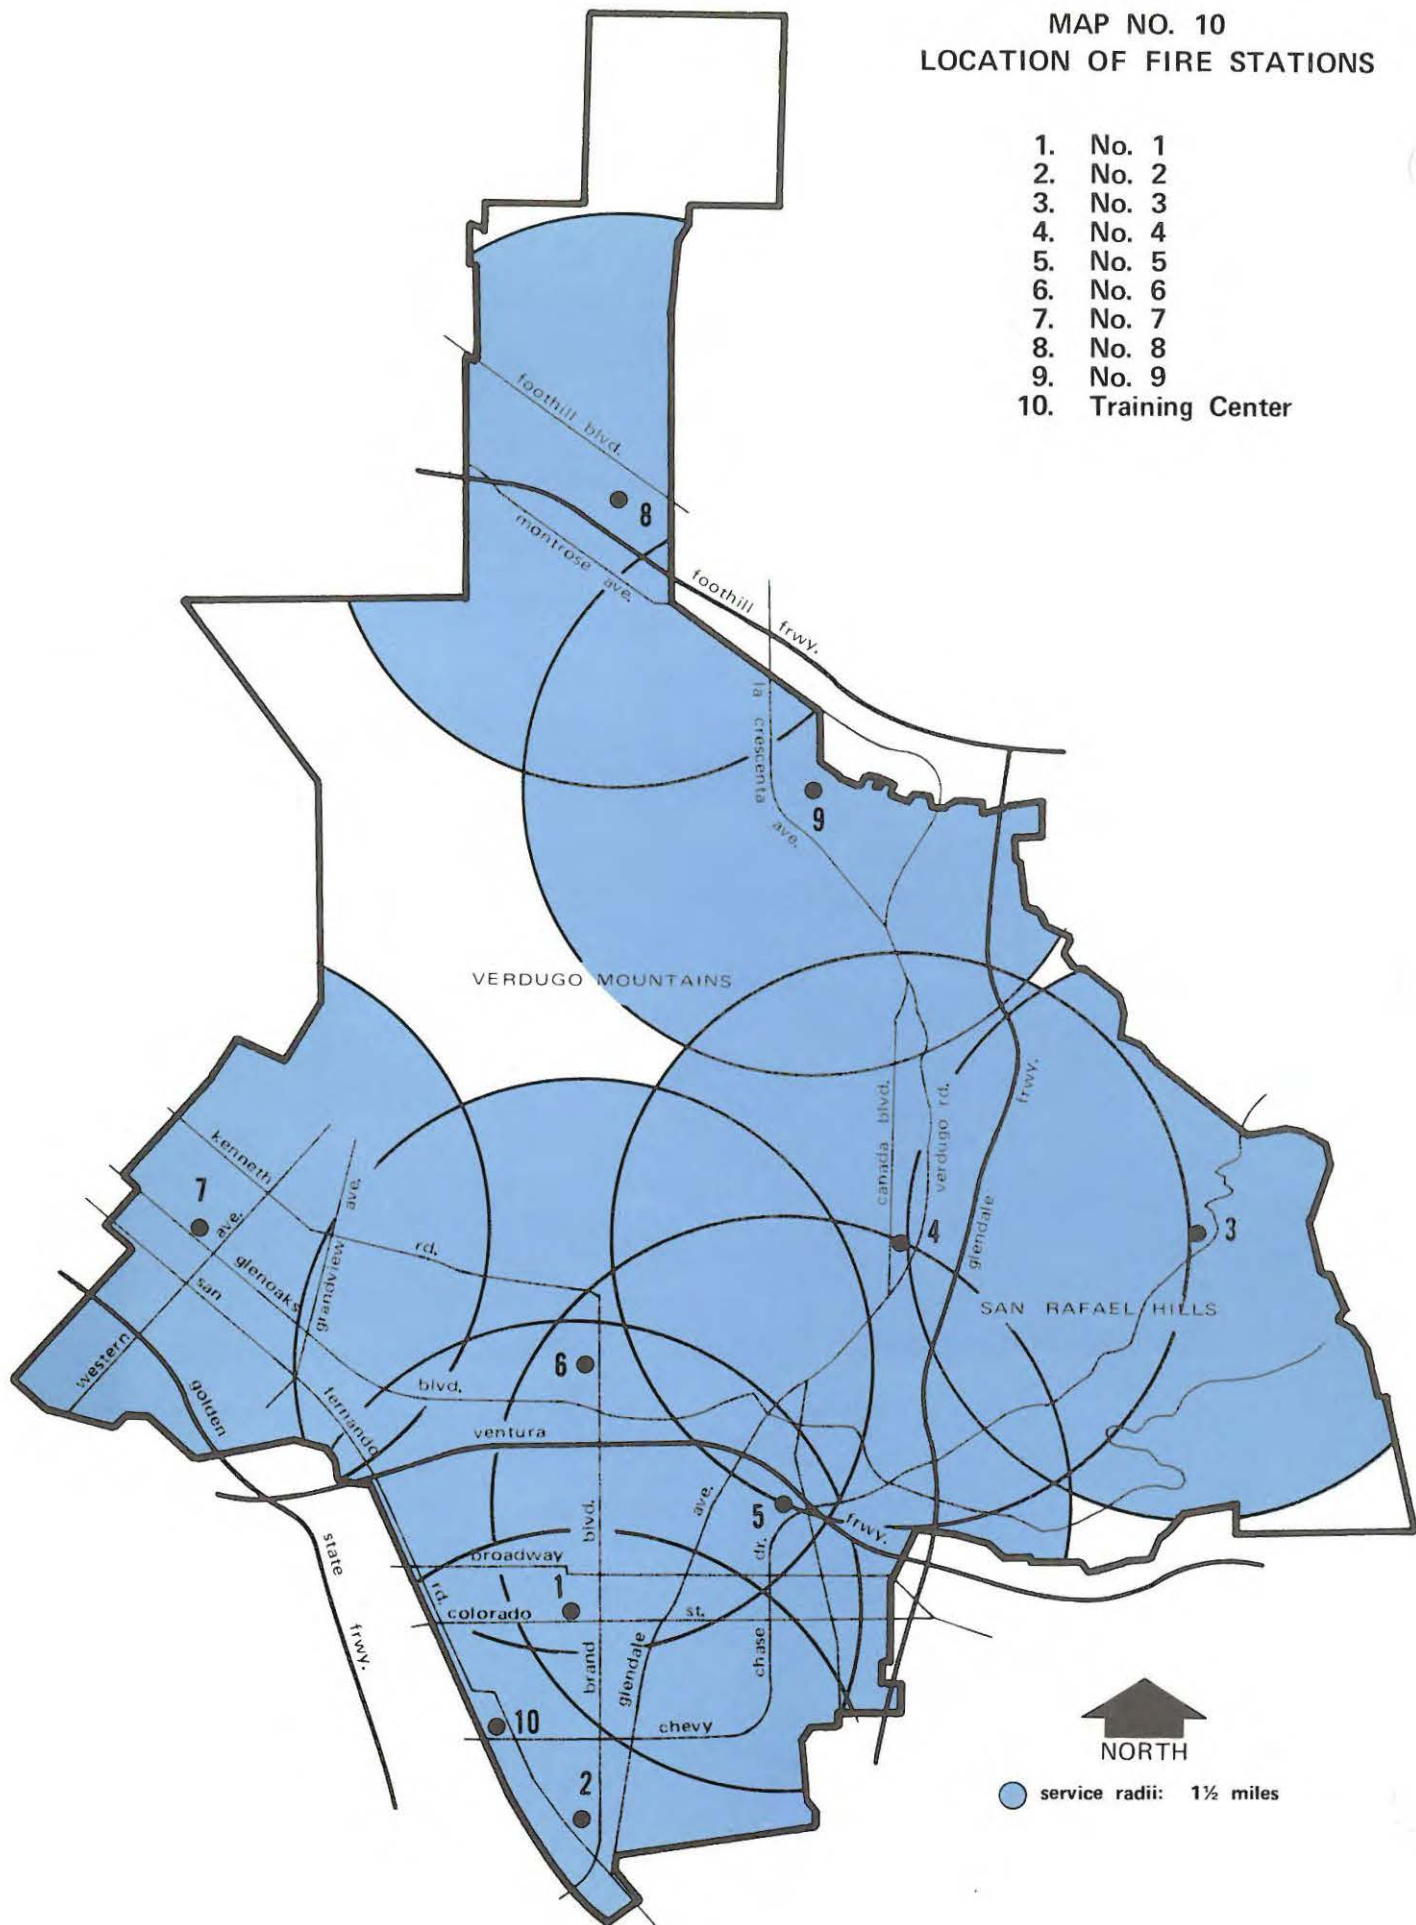 MAP NO. 10
LOCATION OF FIRE STATIONS
1. No. 1
2. No. 2
3. No. 3
4. No. 4
5. No. 5
6. No. 6
7. No. 7
8. No. 8
9. No. 9
10. Training Center
foothill blvd.
8
montrose ave.
foothill frwy.
la crescenta ave.
9
VERDUGO MOUNTAINS
frwy.
canada blvd.
verdugo rd.
glendale
kenneth
rd.
7
ave.
grandview
ave.
4
3
glenoaks
san
SAN RAFAEL HILLS
western
6
blvd.
golden
fernando
ventura
ave.
5
frwy.
state
blvd.
dr.
broadway
1
rd.
colorado
st.
frwy.
brand
glendale
chase
10
chevy
2
NORTH
service radii: 1½ miles